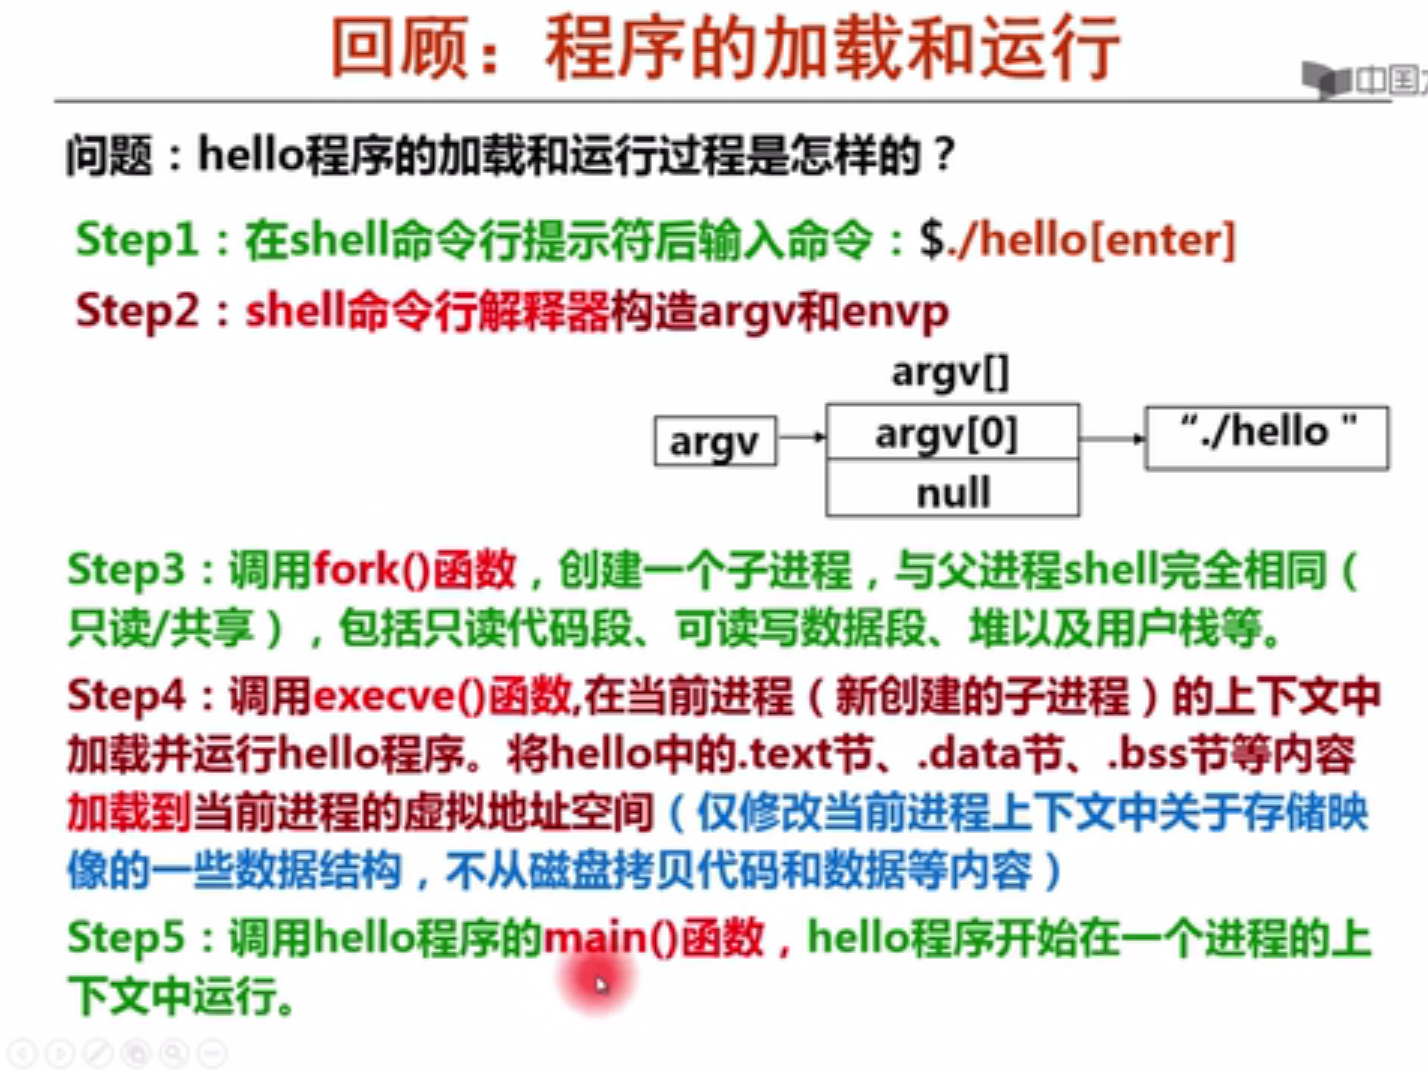 回顾：程序的加载和运行
中国
问题：hello程序的加载和运行过程是怎样的？
Step1：在shell命令行提示符后输入命令：$./hello[enter]
Step2：shell命令行解释器构造argv和envp
argv[]
argv argv[0] “./hello "
null
Step3：调用fork()函数，创建一个子进程，与父进程shell完全相同（
只读/共享），包括只读代码段、可读写数据段、堆以及用户栈等。
Step4：调用execve()函数,在当前进程（新创建的子进程）的上下文中
加载并运行hello程序。将hello中的.text节、.data节、.bss节等内容
加载到当前进程的虚拟地址空间（仅修改当前进程上下文中关于存储映
像的一些数据结构，不从磁盘拷贝代码和数据等内容）
Step5：调用hello程序的main()函数，hello程序开始在一个进程的上
下文中运行。